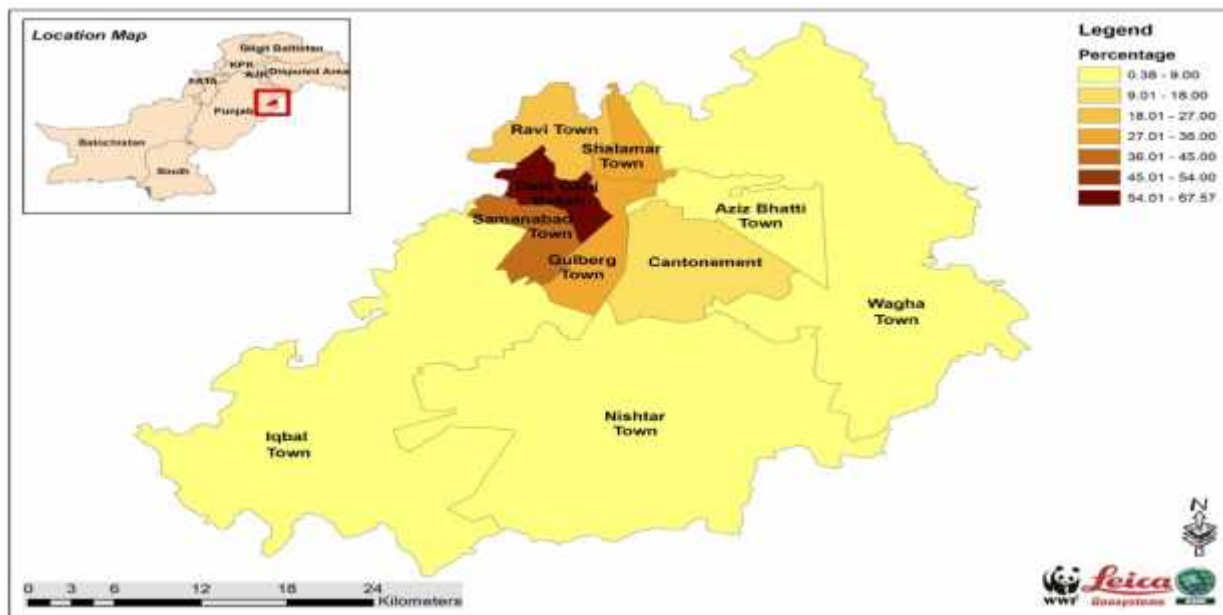 Location Map
Gilgit Baltistan
KPK
AJK
Disputed Area
FATA
Punjab
Balochistan
Sindh
Legend
Percentage
0.38 - 9.00
9.01 - 18.00
18.01 - 27.00
27.01 - 36.00
36.01 - 45.00
45.01 - 54.00
54.01 - 67.57
Ravi Town
Shalamar
Town
Samanabad
Town
Gulberg
Town
Cantonement
Aziz Bhatti
Town
Wagha
Town
Nishtar
Town
Iqbal
Town
N
0 3 6 12 18 24
Kilometers
WWF
Leica
Geosystems